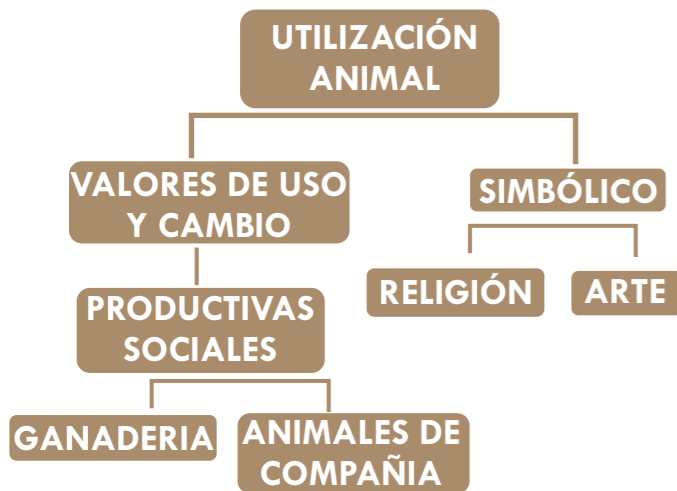 UTILIZACIÓN
ANIMAL
VALORES DE USO
Y CAMBIO
SIMBÓLICO
RELIGIÓN
ARTE
PRODUCTIVAS
SOCIALES
GANADERIA
ANIMALES DE
COMPAÑIA